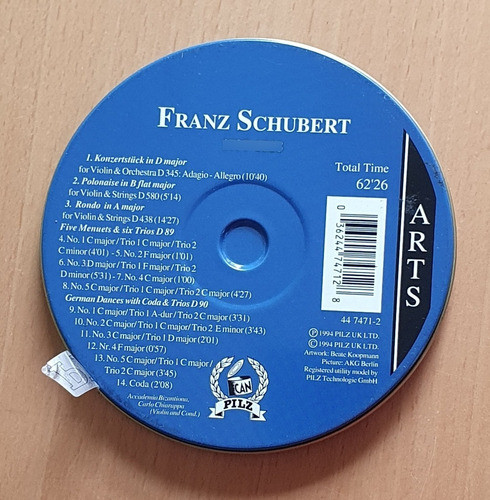 FRANZ SCHUBERT
1. Konzertstück in D major
for Violin & Orchestra D 345: Adagio - Allegro (10'40)
2. Polonaise in B flat major
for Violin & Strings D 580 (5'14)
3. Rondo in A major
for Violin & Strings D 438 (14'27)
Five Menuets & six Trios D 89
4. No. 1 C major / Trio 1 C major / Trio 2
C minor (4'01) - 5. No. 2 F major (1'01)
6. No. 3 D major / Trio 1 F major / Trio 2
D minor (5'31) - 7. No. 4 C major (1'00)
8. No. 5 C major / Trio 1 C major / Trio 2 C major (4'27)
German Dances with Coda & Trios D 90
9. No. 1 C major / Trio 1 A-dur / Trio 2 C major (3'31)
10. No. 2 C major / Trio 1 C major / Trio 2 E minor (3'43)
11. No. 3 C major / Trio 1 D major (2'01)
12. Nr. 4 F major (0'57)
13. No. 5 C major / Trio 1 C major /
Trio 2 C major (3'45)
14. Coda (2'08)
Accademia Bizantiona,
Carlo Chiarappa
(Violin and Cond.)
CAN
PILZ
Total Time
62'26
0 36244 74712 8
44 7471-2
℗ 1994 PILZ UK LTD.
© 1994 PILZ UK LTD.
Artwork: Beate Koopmann
Picture: AKG Berlin
Registered utility model by
PILZ Technologie GmbH
ARTS